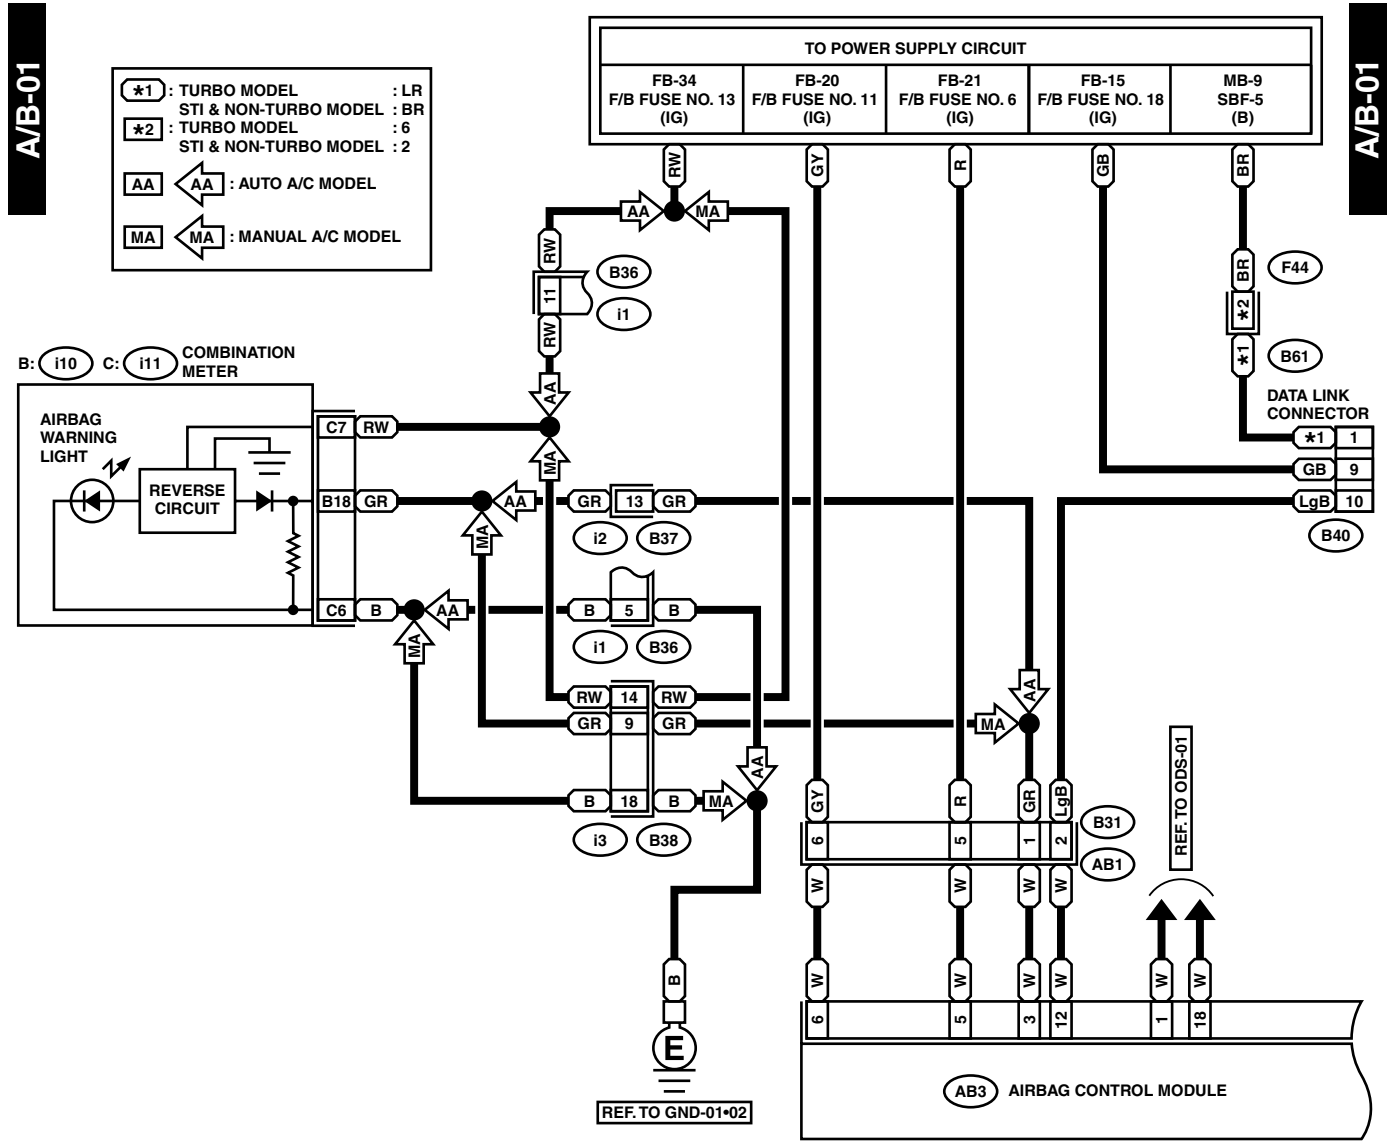 A/B-01
A/B-01
TO POWER SUPPLY CIRCUIT
FB-34
F/B FUSE NO. 13
(IG)
FB-20
F/B FUSE NO. 11
(IG)
FB-21
F/B FUSE NO. 6
(IG)
FB-15
F/B FUSE NO. 18
(IG)
MB-9
SBF-5
(B)
*1 : TURBO MODEL : LR
STI & NON-TURBO MODEL : BR
*2 : TURBO MODEL : 6
STI & NON-TURBO MODEL : 2
AA AA : AUTO A/C MODEL
MA MA : MANUAL A/C MODEL
RW
GY
R
GB
BR
AA
MA
RW
11
RW
B36
i1
BR
F44
*2
*1
B61
AA
MA
B: i10 C: i11 COMBINATION
METER
AIRBAG
WARNING
LIGHT
REVERSE
CIRCUIT
C7 RW
B18 GR
C6 B
AA
MA
GR 13 GR
i2 B37
AA
MA
B 5 B
i1 B36
RW 14 RW
GR 9 GR
B 18 B
i3 B38
MA
AA
MA
AA
DATA LINK
CONNECTOR
*1 1
GB 9
LgB 10
B40
GY
R
GR
LgB
6
5
1
2
B31
AB1
W
W
W
W
REF. TO ODS-01
W
W
W
W
W
W
6
5
3
12
1
18
B
E
REF. TO GND-01•02
AB3 AIRBAG CONTROL MODULE